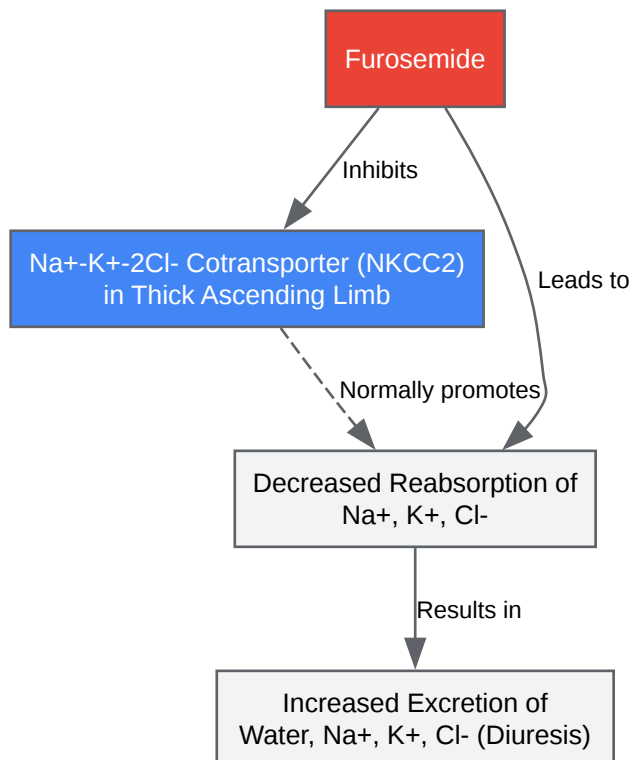 Furosemide
Inhibits
Na+-K+-2Cl- Cotransporter (NKCC2)
in Thick Ascending Limb
Leads to
Normally promotes
Decreased Reabsorption of
Na+, K+, Cl-
Results in
Increased Excretion of
Water, Na+, K+, Cl- (Diuresis)